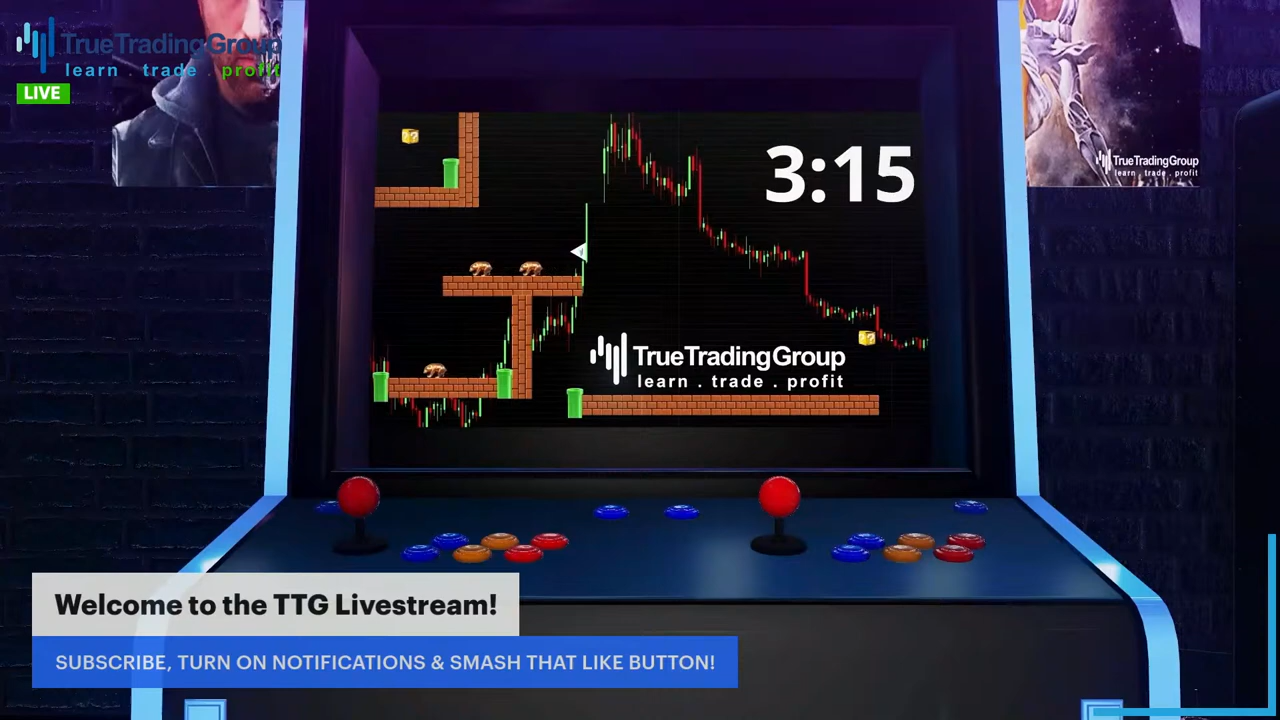 TrueTradingGroup
learn . trade . profit
LIVE
TrueTradingGroup
learn . trade . profit
3:15
TrueTradingGroup
learn . trade . profit
Welcome to the TTG Livestream!
SUBSCRIBE, TURN ON NOTIFICATIONS & SMASH THAT LIKE BUTTON!